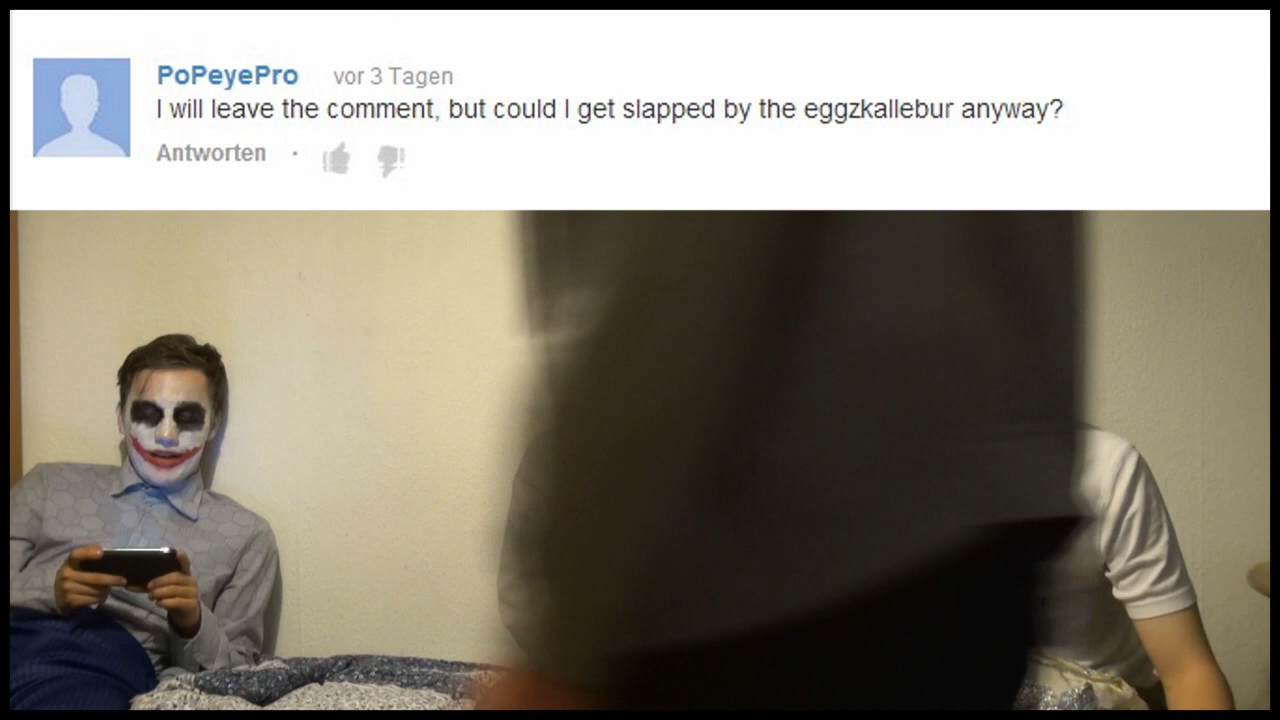 PoPeyePro vor 3 Tagen
I will leave the comment, but could I get slapped by the eggzkallebur anyway?
Antworten ·